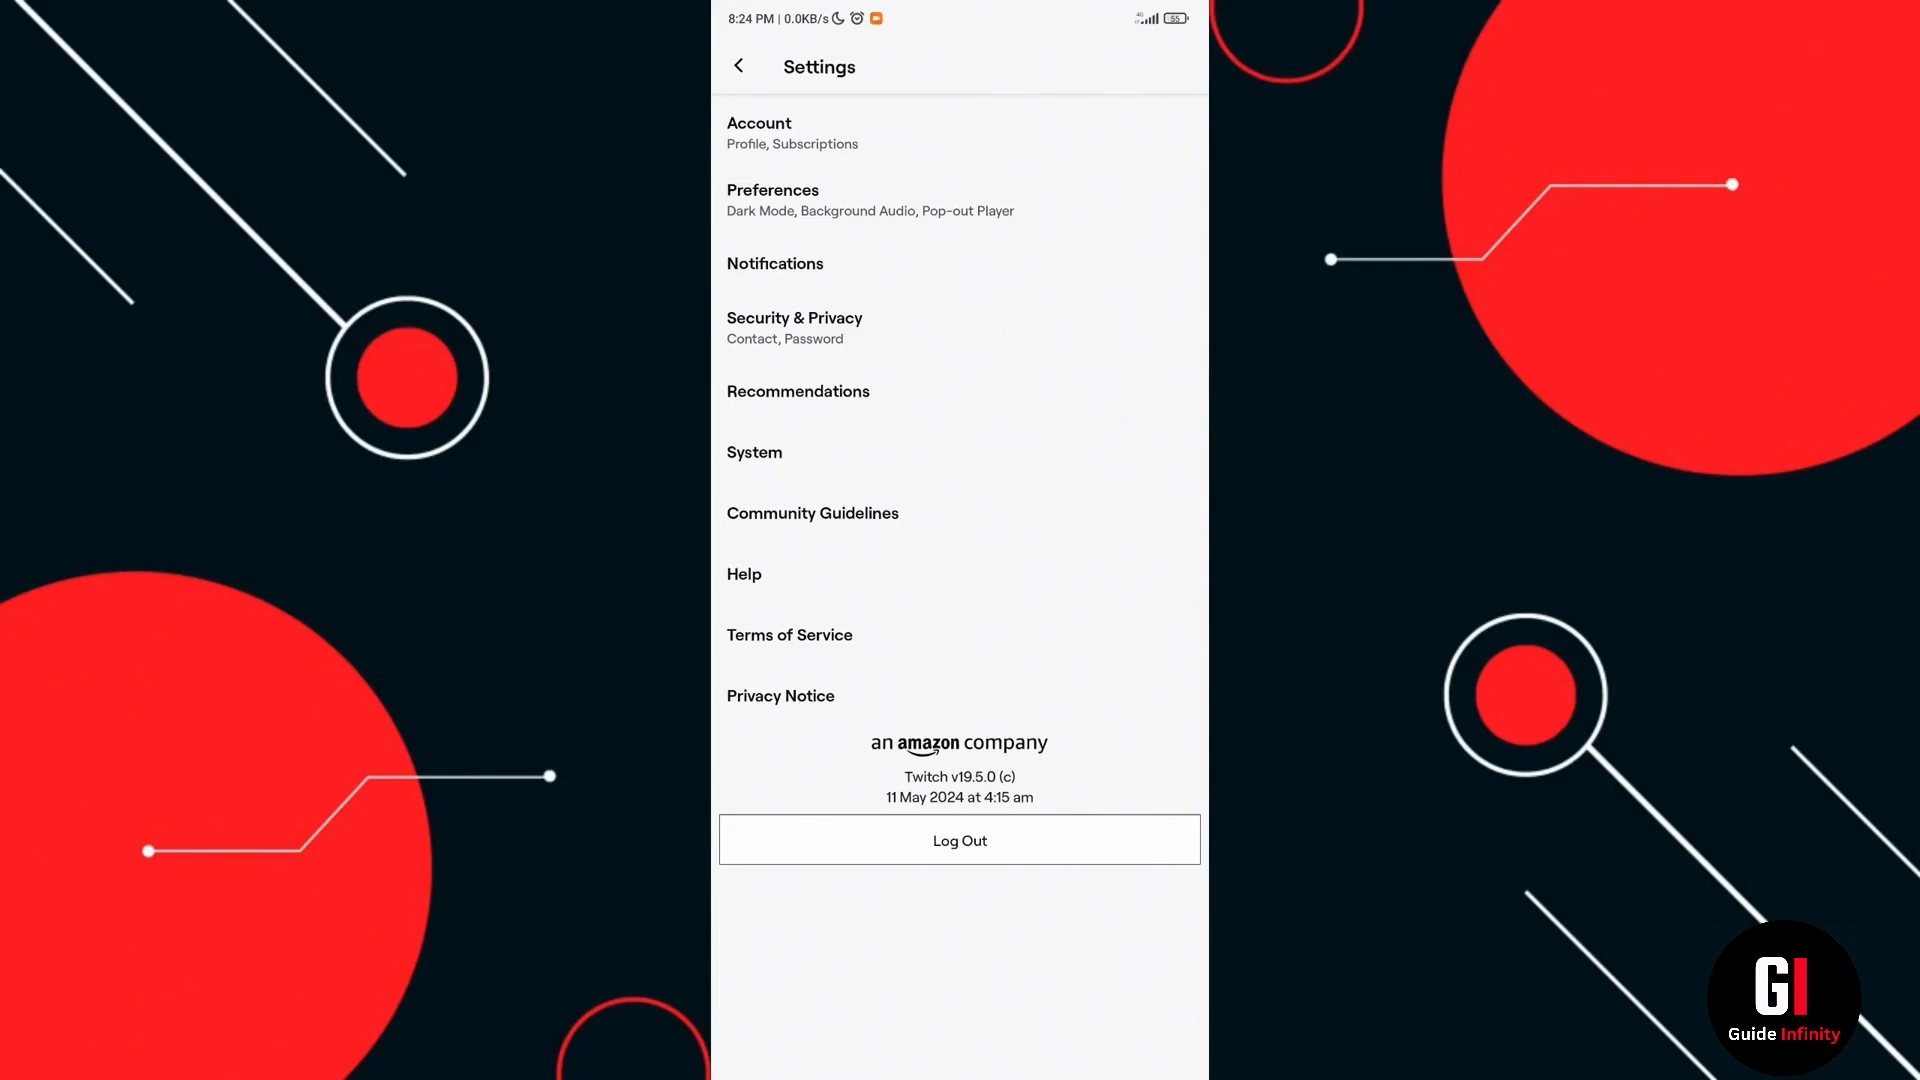 8:24 PM | 0.0KB/s
4G
55
Settings
Account
Profile, Subscriptions
Preferences
Dark Mode, Background Audio, Pop-out Player
Notifications
Security & Privacy
Contact, Password
Recommendations
System
Community Guidelines
Help
Terms of Service
Privacy Notice
an amazon company
Twitch v19.5.0 (c)
11 May 2024 at 4:15 am
Log Out
GI
Guide Infinity